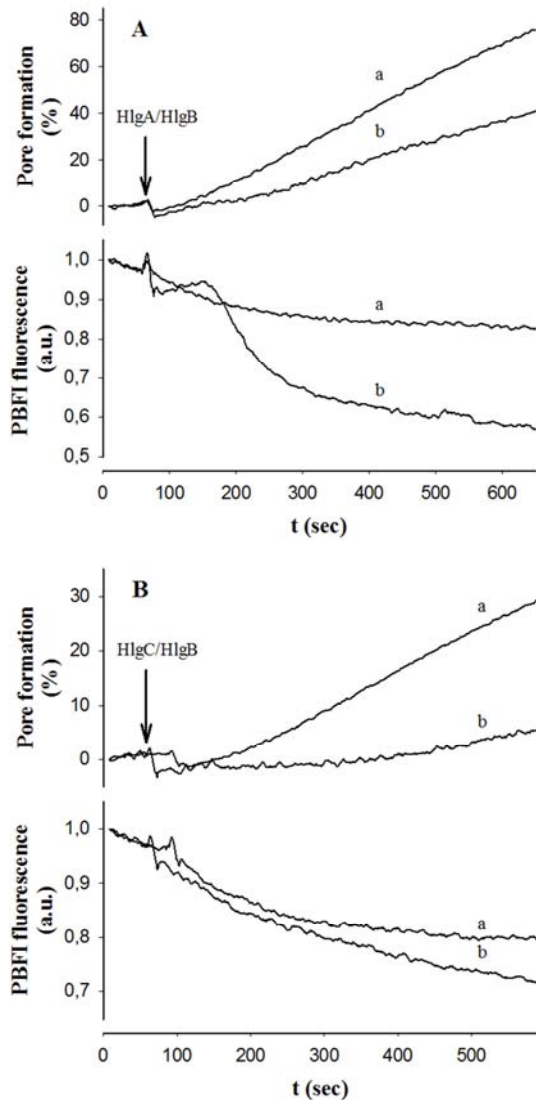 A
80
60
40
20
0
Pore formation
(%)
HlgA/HlgB
a
b
1,0
0,9
0,8
0,7
0,6
0,5
PBFI fluorescence
(a.u.)
a
b
0 100 200 300 400 500 600
t (sec)
B
30
20
10
0
Pore formation
(%)
HlgC/HlgB
a
b
1,0
0,9
0,8
0,7
PBFI fluorescence
(a.u.)
a
b
0 100 200 300 400 500
t (sec)